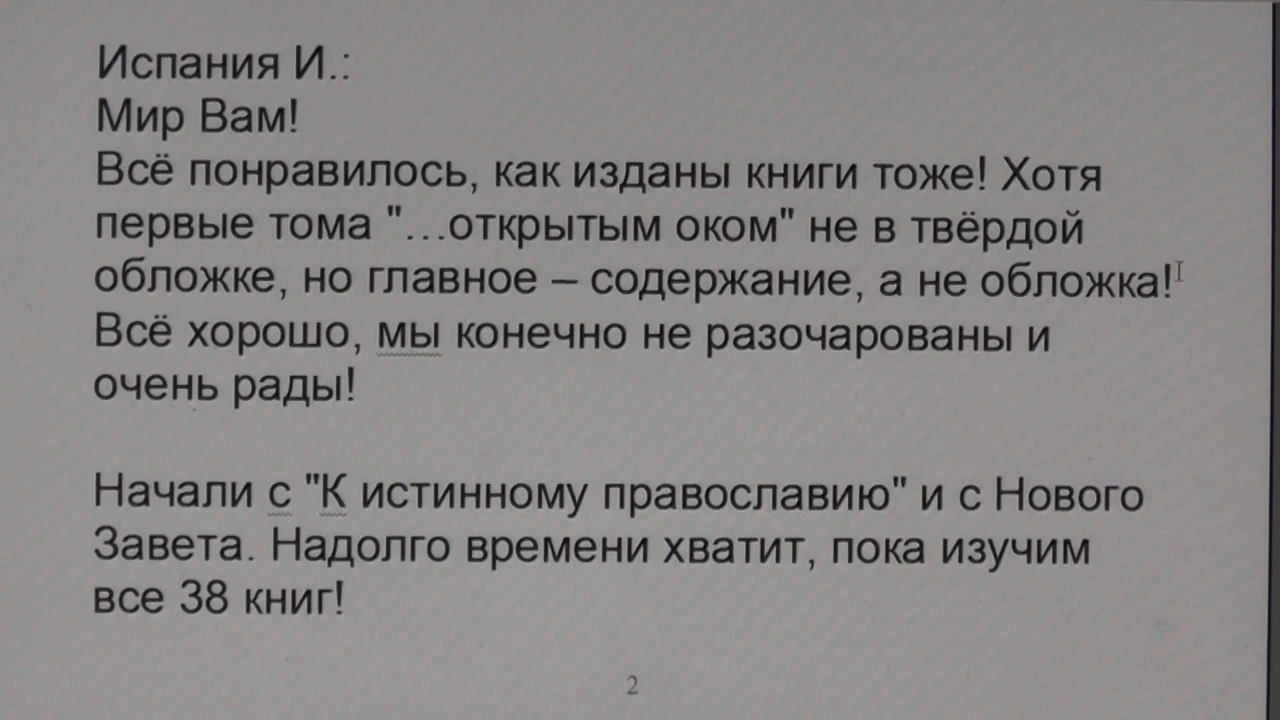 Испания И.:
Мир Вам!
Всё понравилось, как изданы книги тоже! Хотя
первые тома "…открытым оком" не в твёрдой
обложке, но главное – содержание, а не обложка!
Всё хорошо, мы конечно не разочарованы и
очень рады!
Начали с "К истинному православию" и с Нового
Завета. Надолго времени хватит, пока изучим
все 38 книг!
2